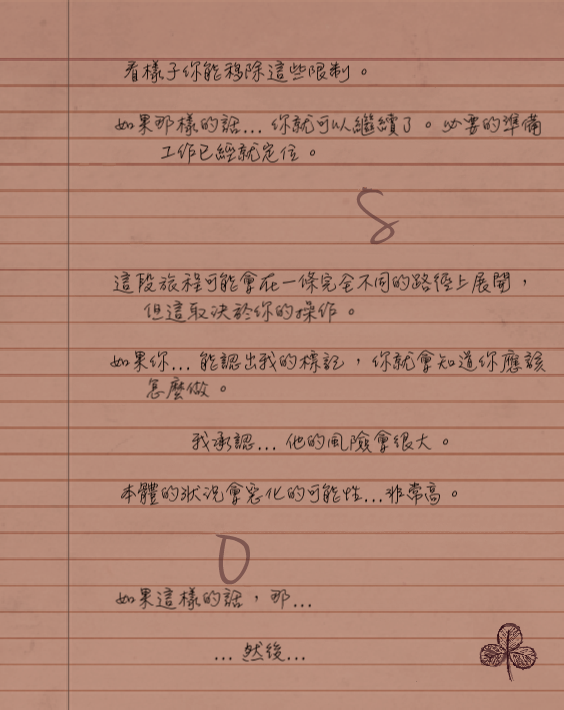 看樣子你能移除這些限制。
如果那樣的話... 你就可以繼續了。必要的準備
工作已經就定位。
S
這段旅程可能會在一條完全不同的路徑上展開，
但這取決於你的操作。
如果你... 能認出我的標記，你就會知道你應該
怎麼做。
我承認... 他的風險會很大。
本體的狀況會惡化的可能性... 非常高。
D
如果這樣的話，那...
... 然後...